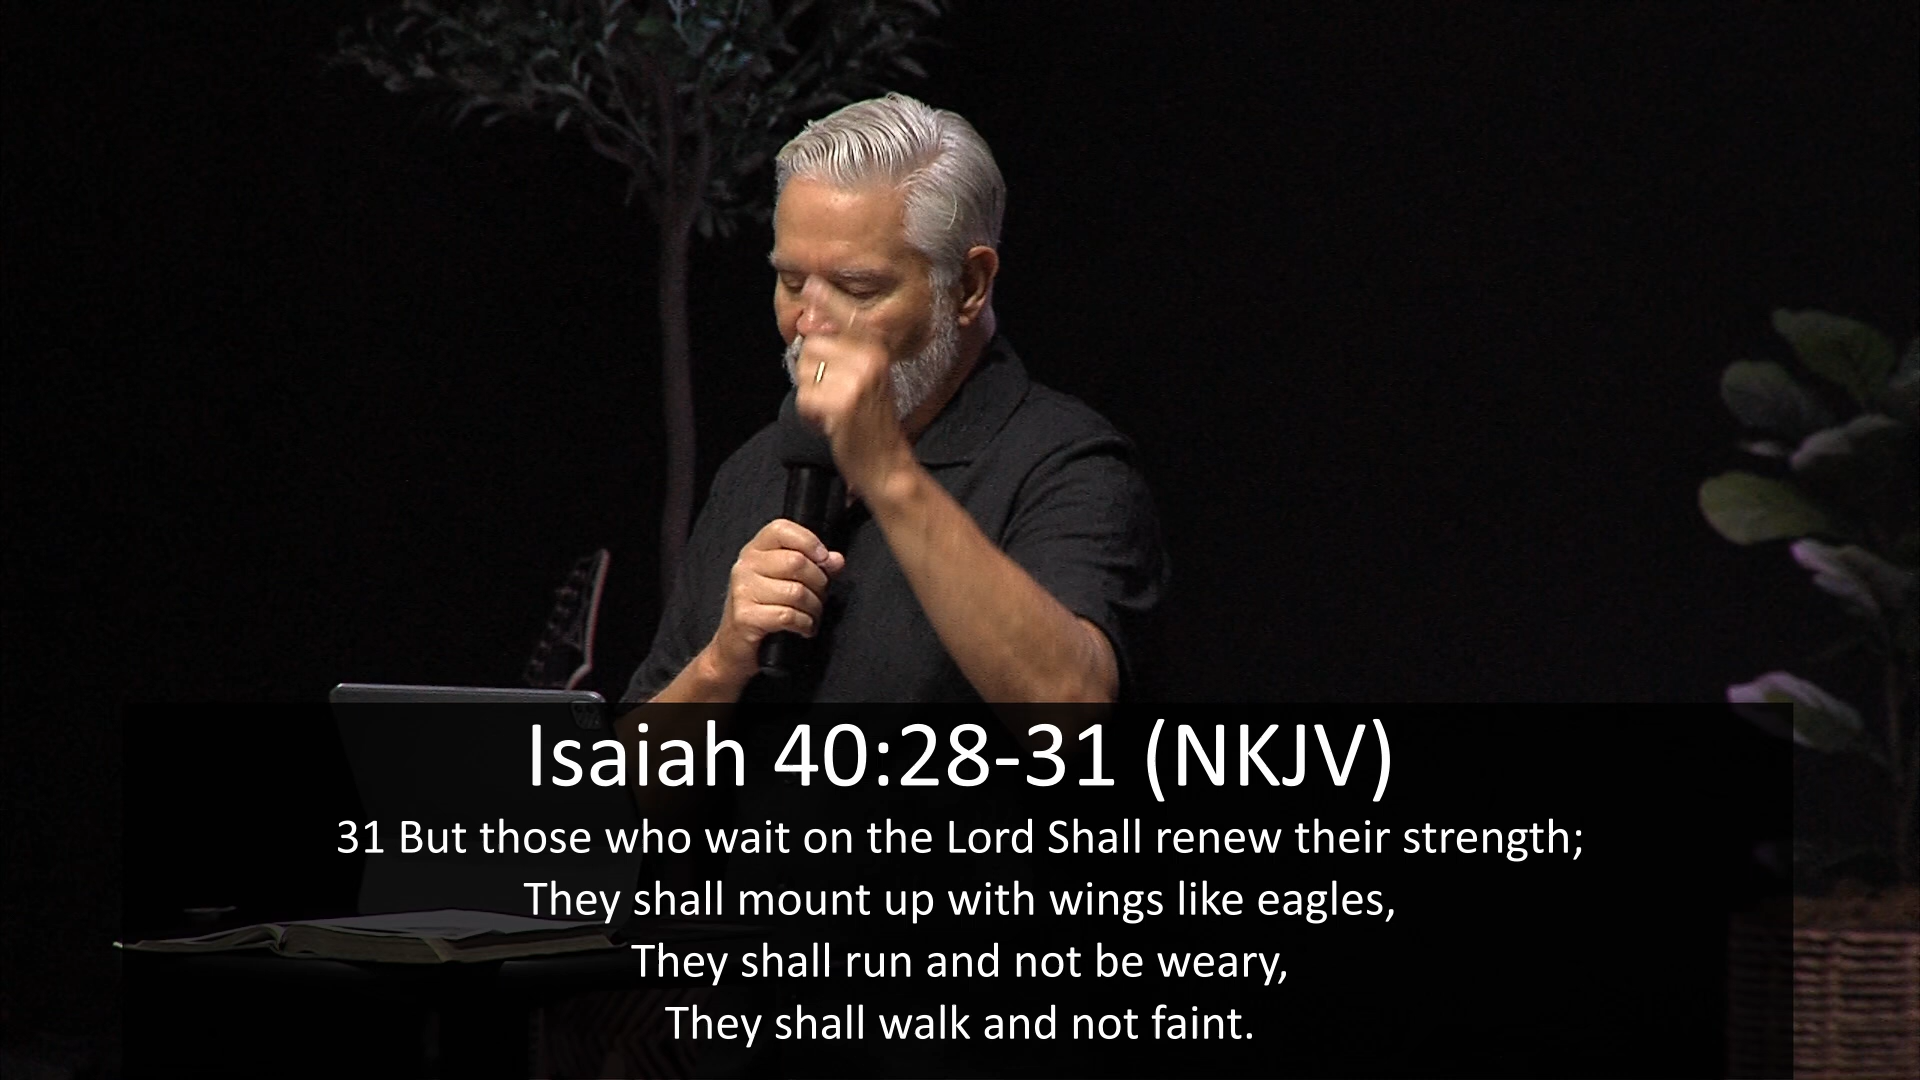 Isaiah 40:28-31 (NKJV)
31 But those who wait on the Lord Shall renew their strength;
They shall mount up with wings like eagles,
They shall run and not be weary,
They shall walk and not faint.